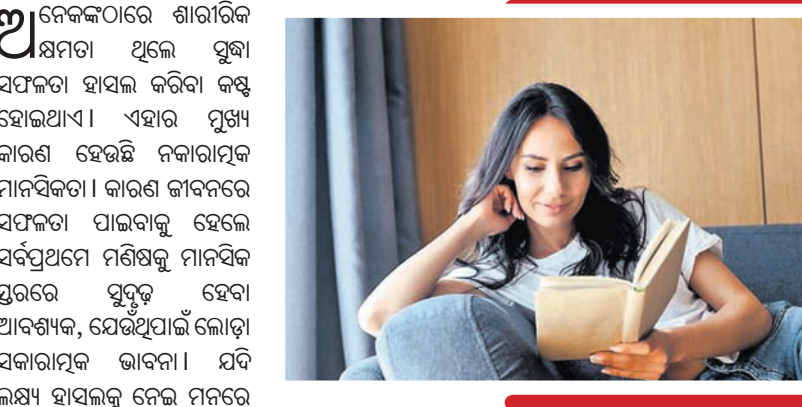 ଅନେକଙ୍କଠାରେ ଶାରୀରିକ
କ୍ଷମତା ଥିଲେ ସୁଦ୍ଧା
ସଫଳତା ହାସଲ କରିବା କଷ୍ଟ
ହୋଇଥାଏ। ଏହାର ମୁଖ୍ୟ
କାରଣ ହେଉଛି ନକାରାତ୍ମକ
ମାନସିକତା। କାରଣ ଜୀବନରେ
ସଫଳତା ପାଇବାକୁ ହେଲେ
ସର୍ବପ୍ରଥମେ ମଣିଷକୁ ମାନସିକ
ସ୍ତରରେ ସୁଦୃଢ଼ ହେବା
ଆବଶ୍ୟକ, ଯେଉଁଥିପାଇଁ ଲୋଡ଼ା
ସକାରାତ୍ମକ ଭାବନା। ଯଦି
ଲକ୍ଷ୍ୟ ହାସଲକୁ ନେଇ ମନରେ